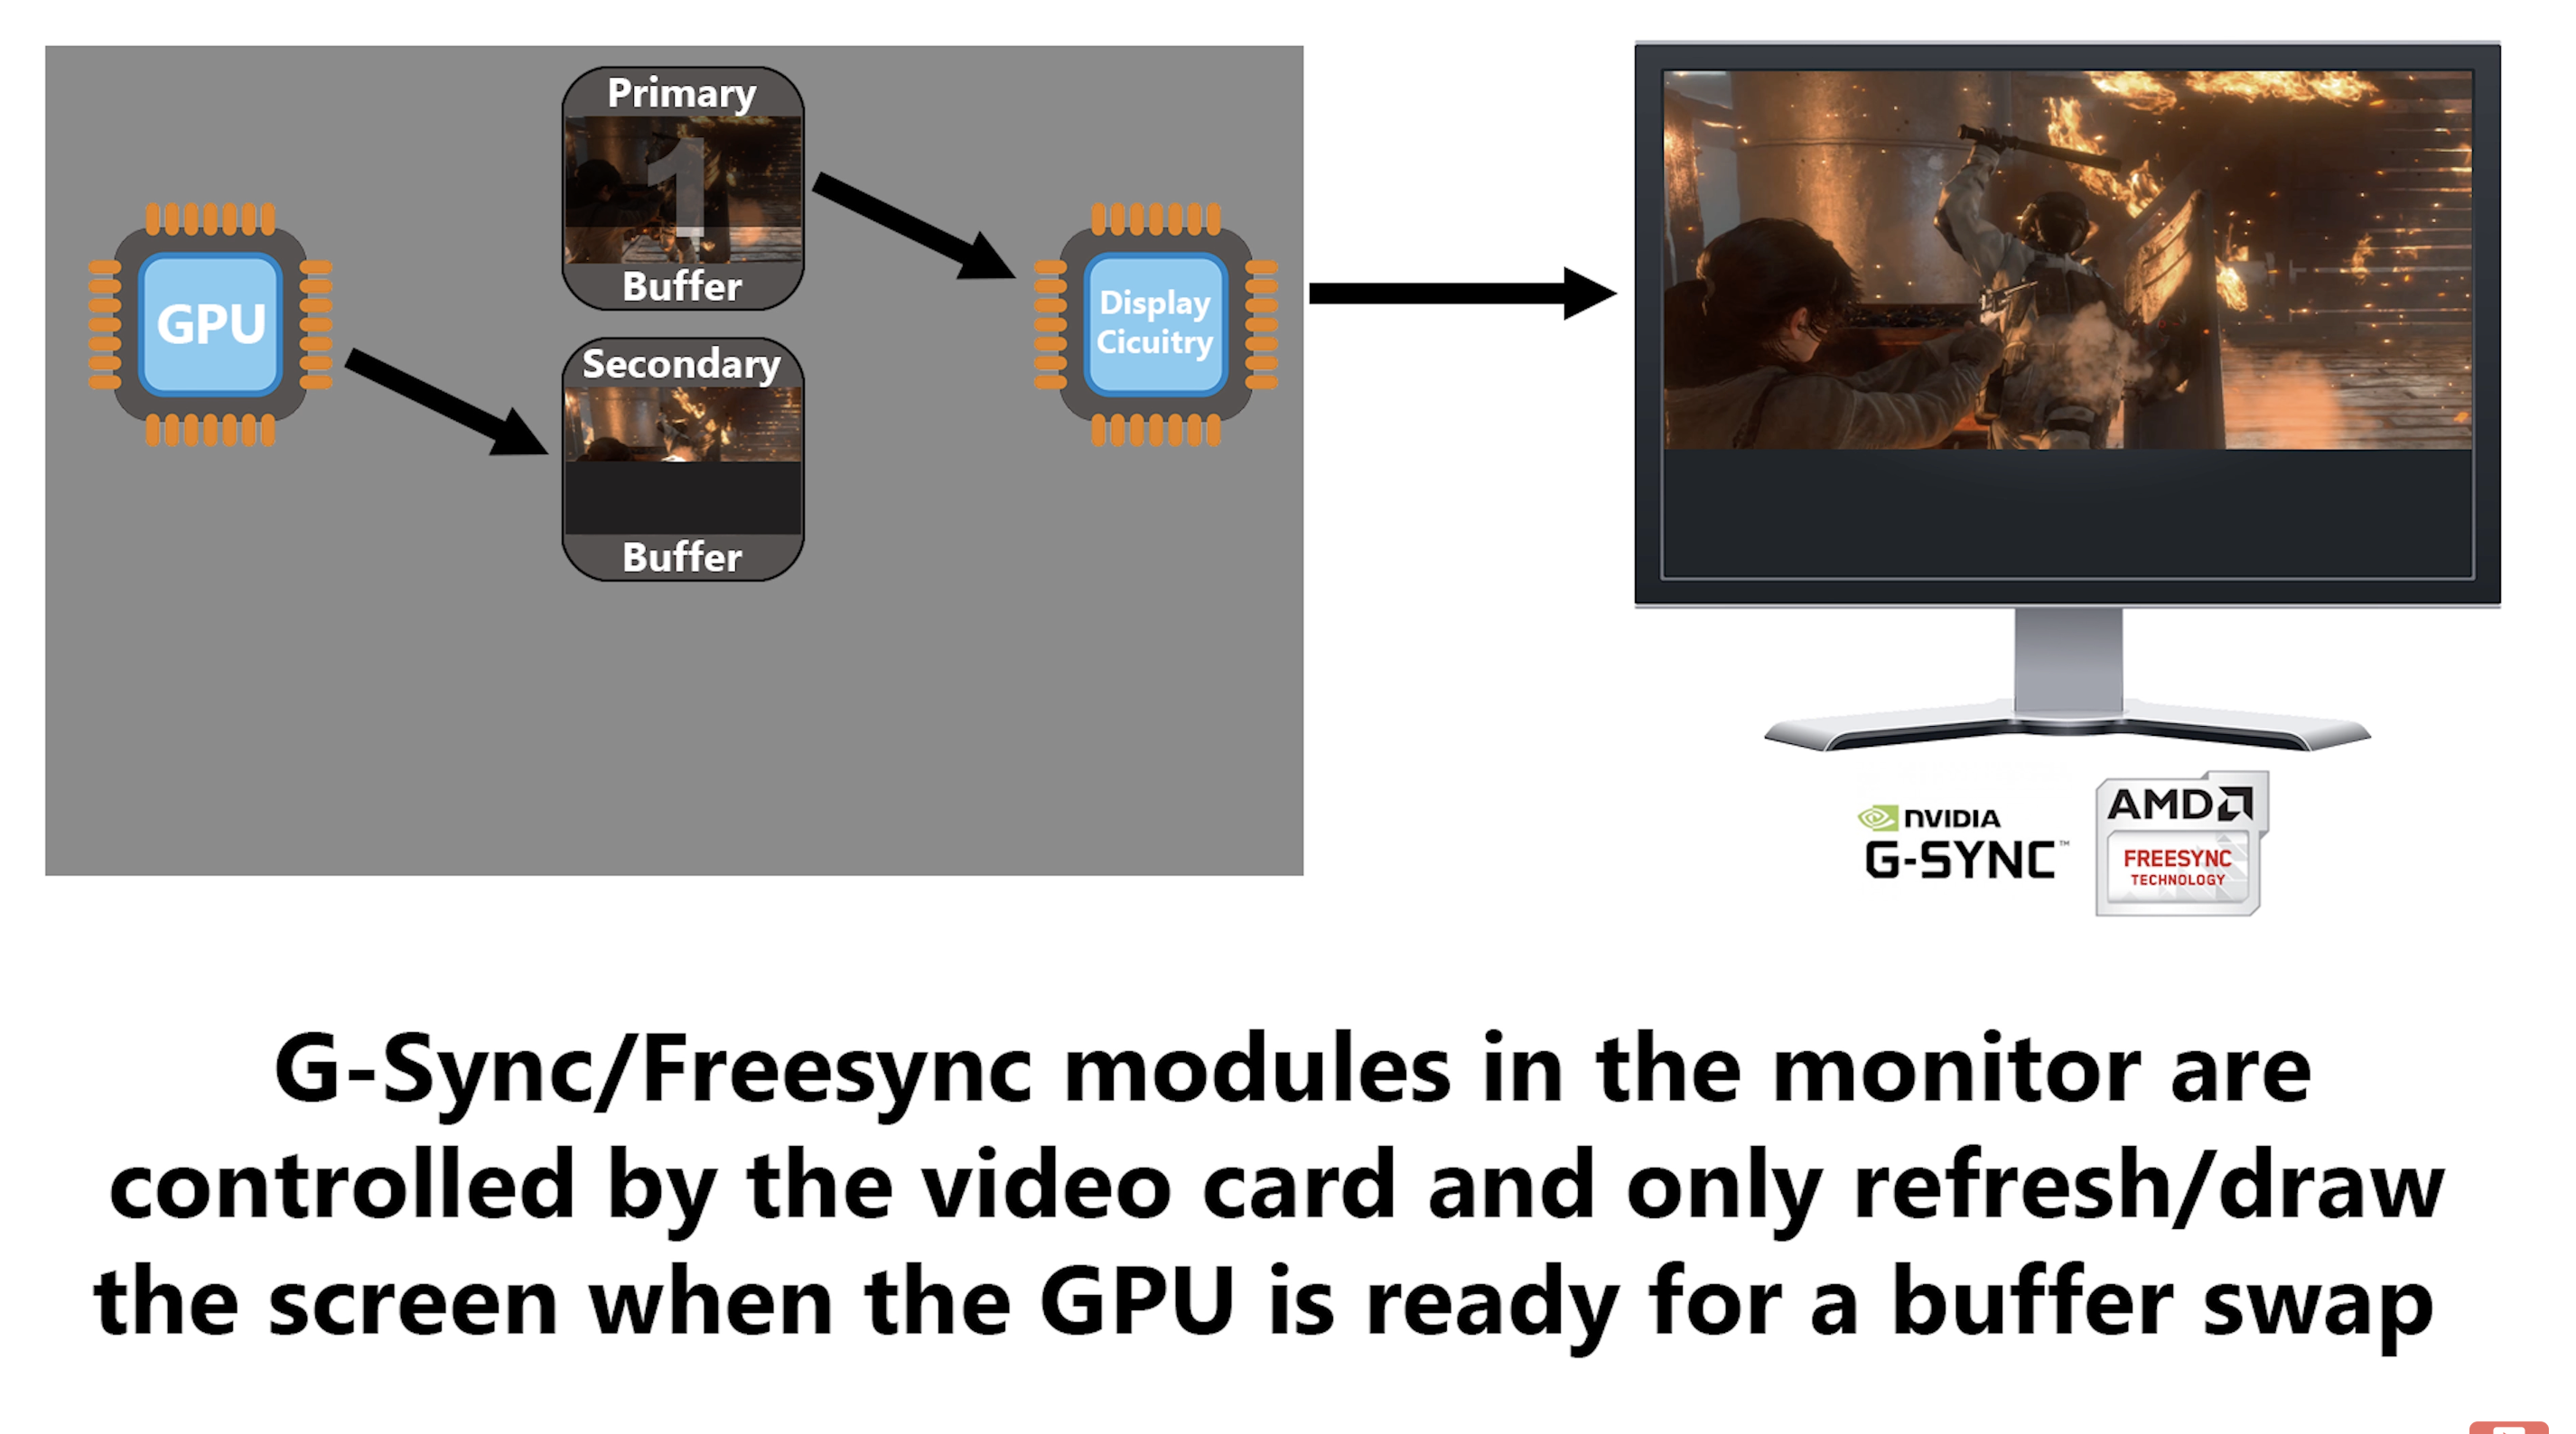 Primary
1
Buffer
GPU
Display
Cicuitry
Secondary
Buffer
NVIDIA
G-SYNC™
AMD
FREESYNC
TECHNOLOGY
G-Sync/Freesync modules in the monitor are
controlled by the video card and only refresh/draw
the screen when the GPU is ready for a buffer swap